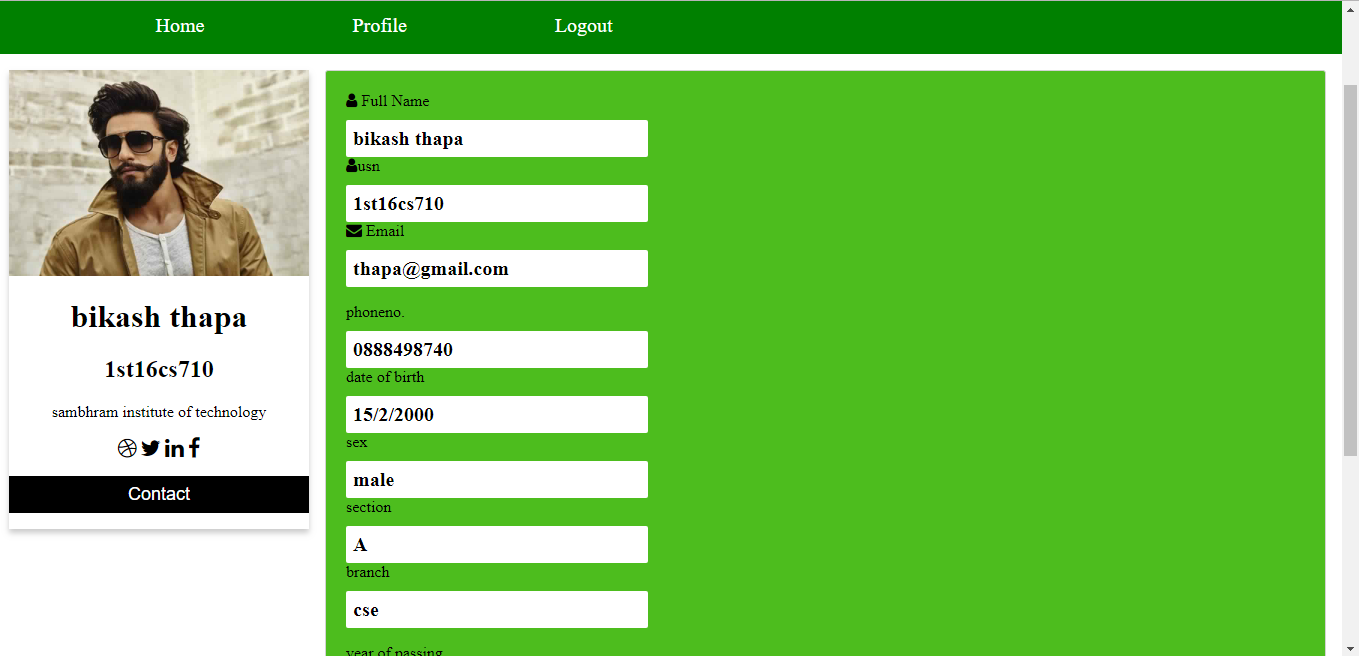 Home Profile Logout
bikash thapa
1st16cs710
sambhram institute of technology
Contact
Full Name
bikash thapa
usn
1st16cs710
Email
thapa@gmail.com
phoneno.
0888498740
date of birth
15/2/2000
sex
male
section
A
branch
cse
year of passing